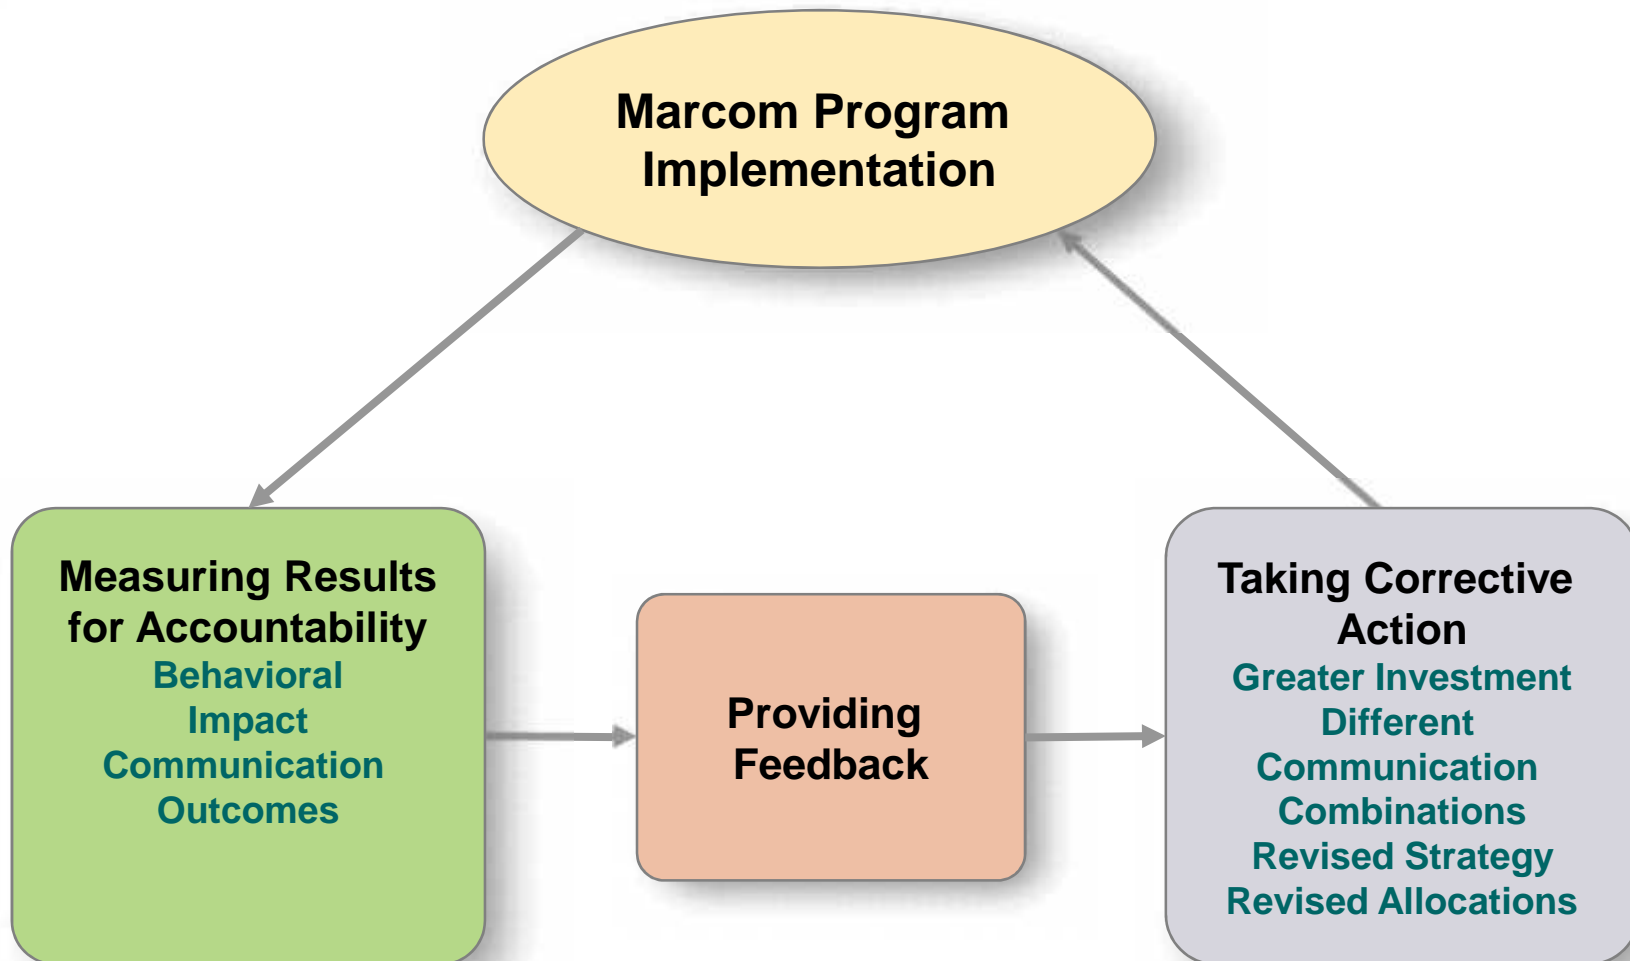 Marcom Program
Implementation
Measuring Results
for Accountability
Behavioral
Impact
Communication
Outcomes
Providing
Feedback
Taking Corrective
Action
Greater Investment
Different
Communication
Combinations
Revised Strategy
Revised Allocations